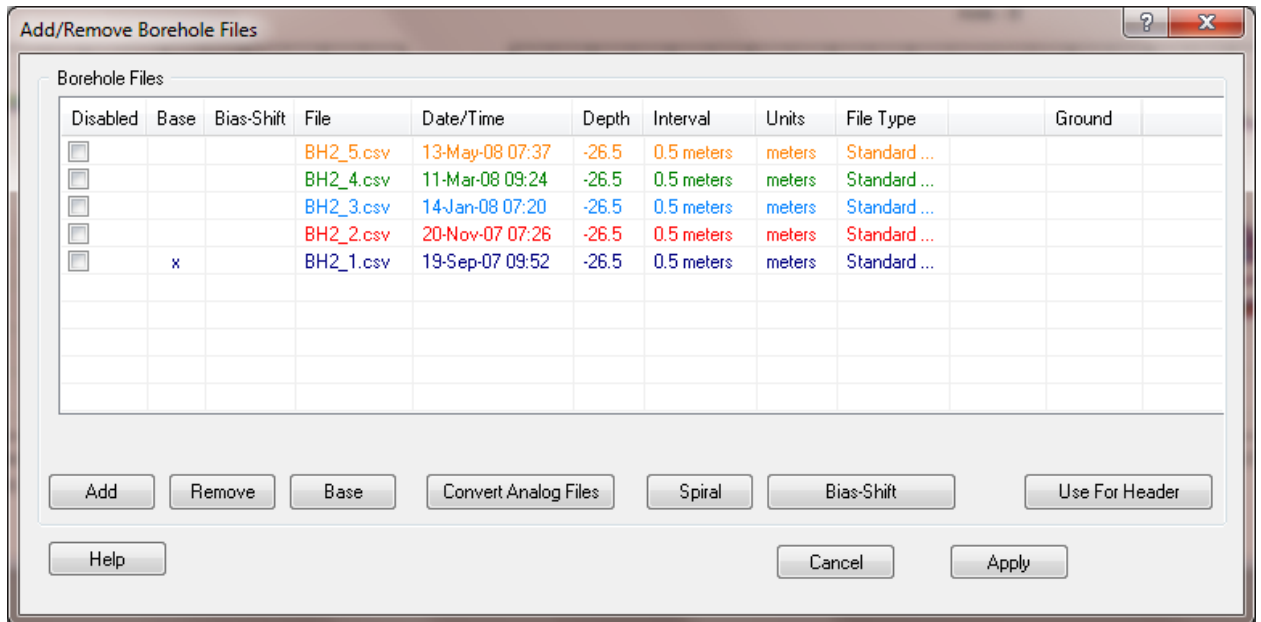 Add/Remove Borehole Files
Borehole Files
Disabled Base Bias-Shift File Date/Time Depth Interval Units File Type Ground
BH2_5.csv 13-May-08 07:37 -26.5 0.5 meters meters Standard ...
BH2_4.csv 11-Mar-08 09:24 -26.5 0.5 meters meters Standard ...
BH2_3.csv 14-Jan-08 07:20 -26.5 0.5 meters meters Standard ...
BH2_2.csv 20-Nov-07 07:26 -26.5 0.5 meters meters Standard ...
x BH2_1.csv 19-Sep-07 09:52 -26.5 0.5 meters meters Standard ...
Add Remove Base Convert Analog Files Spiral Bias-Shift Use For Header
Help Cancel Apply